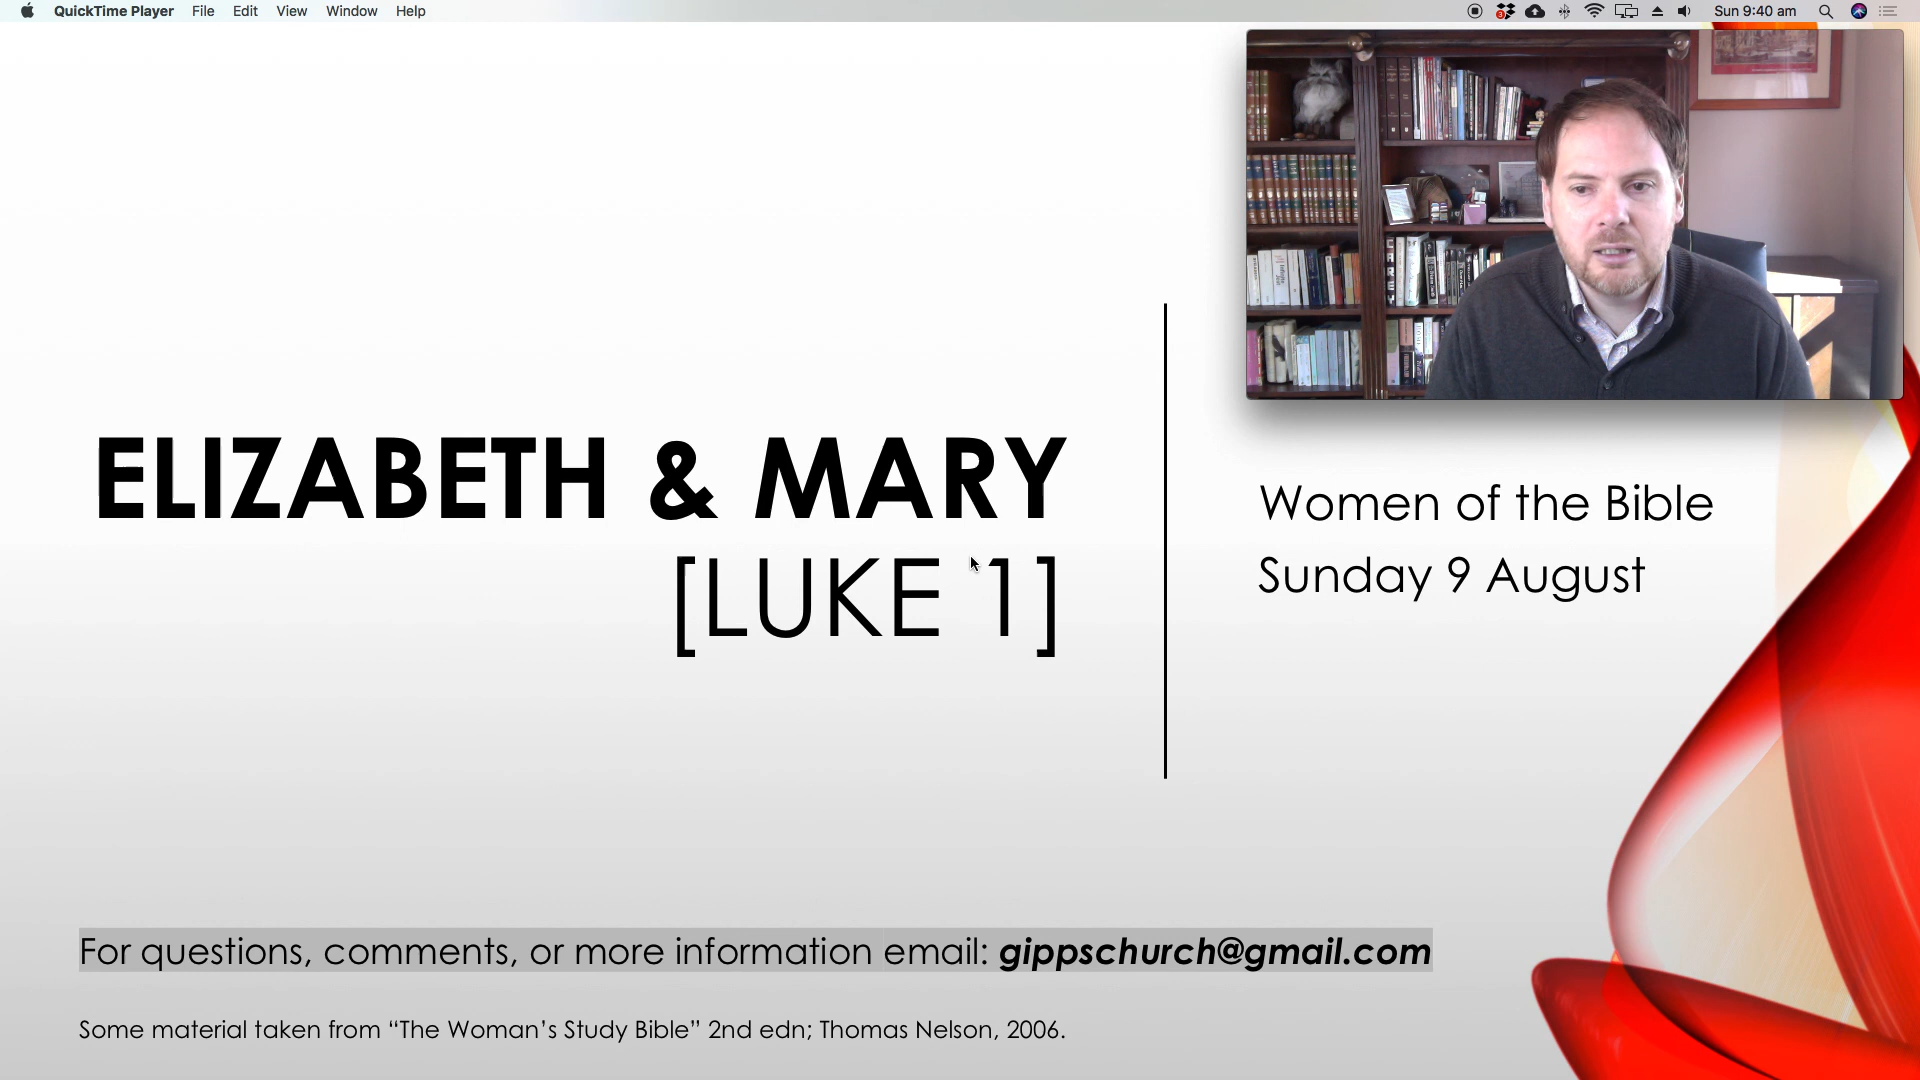 QuickTime Player File Edit View Window Help Sun 9:40 am
ELIZABETH & MARY
[LUKE 1]
Women of the Bible
Sunday 9 August
For questions, comments, or more information email: gippschurch@gmail.com
Some material taken from “The Woman’s Study Bible” 2nd edn; Thomas Nelson, 2006.